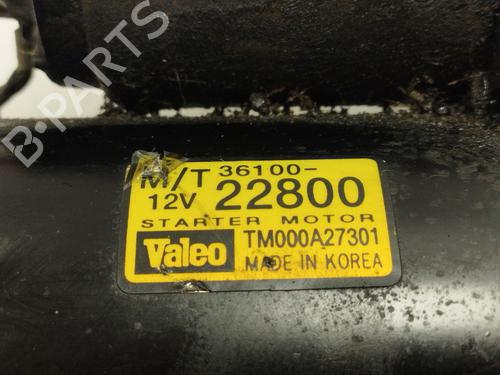 B-PARTS
M/T 36100-
12V 22800
STARTER MOTOR
Valeo TM000A27301
MADE IN KOREA